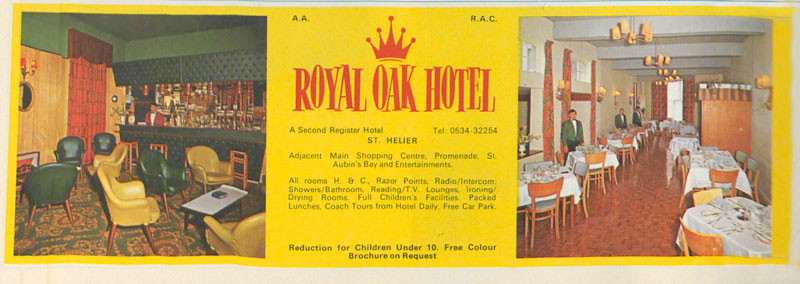 A.A. R.A.C.
ROYAL OAK HOTEL
A Second Register Hotel Tel: 0534-32254
ST. HELIER
Adjacent Main Shopping Centre, Promenade, St.
Aubin's Bay and Entertainments.
All rooms H. & C., Razor Points, Radio/Intercom:
Showers/Bathroom, Reading/T.V. Lounges, Ironing/
Drying Rooms. Full Children's Facilities. Packed
Lunches, Coach Tours from Hotel Daily. Free Car Park.
Reduction for Children Under 10. Free Colour
Brochure on Request